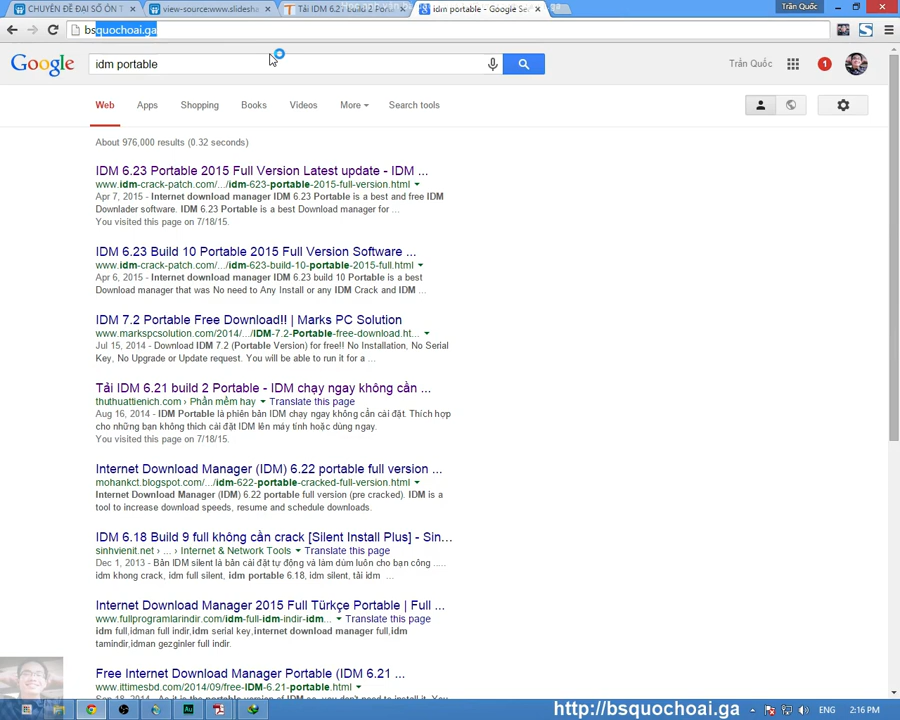 CHUYÊN ĐỀ ĐẠI SỐ ÔN T
view-source:www.slidesha
Tải IDM 6.21 build 2 Port
idm portable - Google Se
Trần Quốc
bsquochoai.ga
Google
idm portable
Trần Quốc
1
Web
Apps
Shopping
Books
Videos
More
Search tools
About 976,000 results (0.32 seconds)
IDM 6.23 Portable 2015 Full Version Latest update - IDM ...
www.idm-crack-patch.com/.../idm-623-portable-2015-full-version.html
Apr 7, 2015 - Internet download manager IDM 6.23 Portable is a best and free IDM
Downlader software. IDM 6.23 Portable is a best Download manager for ...
You visited this page on 7/18/15.
IDM 6.23 Build 10 Portable 2015 Full Version Software ...
www.idm-crack-patch.com/.../idm-623-build-10-portable-2015-full.html
Apr 6, 2015 - Internet download manager IDM 6.23 build 10 Portable is a best
Download manager that was No need to Any Install or any IDM Crack and IDM ...
IDM 7.2 Portable Free Download!! | Marks PC Solution
www.markspcsolution.com/2014/.../IDM-7.2-Portable-free-download.ht...
Jul 15, 2014 - Download IDM 7.2 (Portable Version) for free!! No Installation, No Serial
Key, No Upgrade or Update request. You will be able to run it for a ...
Tải IDM 6.21 build 2 Portable - IDM chạy ngay không cần ...
thuthuattienich.com › Phần mềm hay Translate this page
Aug 16, 2014 - IDM Portable là phiên bản IDM chạy ngay không cần cài đặt. Thích hợp
cho những bạn không thích cài đặt IDM lên máy tính hoặc dùng ngay.
You visited this page on 7/18/15.
Internet Download Manager (IDM) 6.22 portable full version ...
mohankct.blogspot.com/.../idm-622-portable-cracked-full-version.html
Internet Download Manager (IDM) 6.22 portable full version (pre cracked). IDM is a
tool to increase download speeds, resume and schedule downloads.
IDM 6.18 Build 9 full không cần crack [Silent Install Plus] - Sin...
sinhvienit.net › ... › Internet & Network Tools Translate this page
Dec 1, 2013 - Bản IDM silent là bản cài đặt tự động và làm dùm luôn cho bạn công .....
idm khong crack, idm full silent, idm portable 6.18, idm silent, tải idm ...
Internet Download Manager 2015 Full Türkçe Portable | Full ...
www.fullprogramlarindir.com/idm-full-idm-indir-idm... Translate this page
idm full,idman full indir,idm serial key,internet download manager full,idm
tamindir,idman gezginler full indir.
Free Internet Download Manager Portable (IDM 6.21 ...
www.ittimesbd.com/2014/09/free-IDM-6.21-portable.html
http://bsquochoai.ga
ENG
2:16 PM